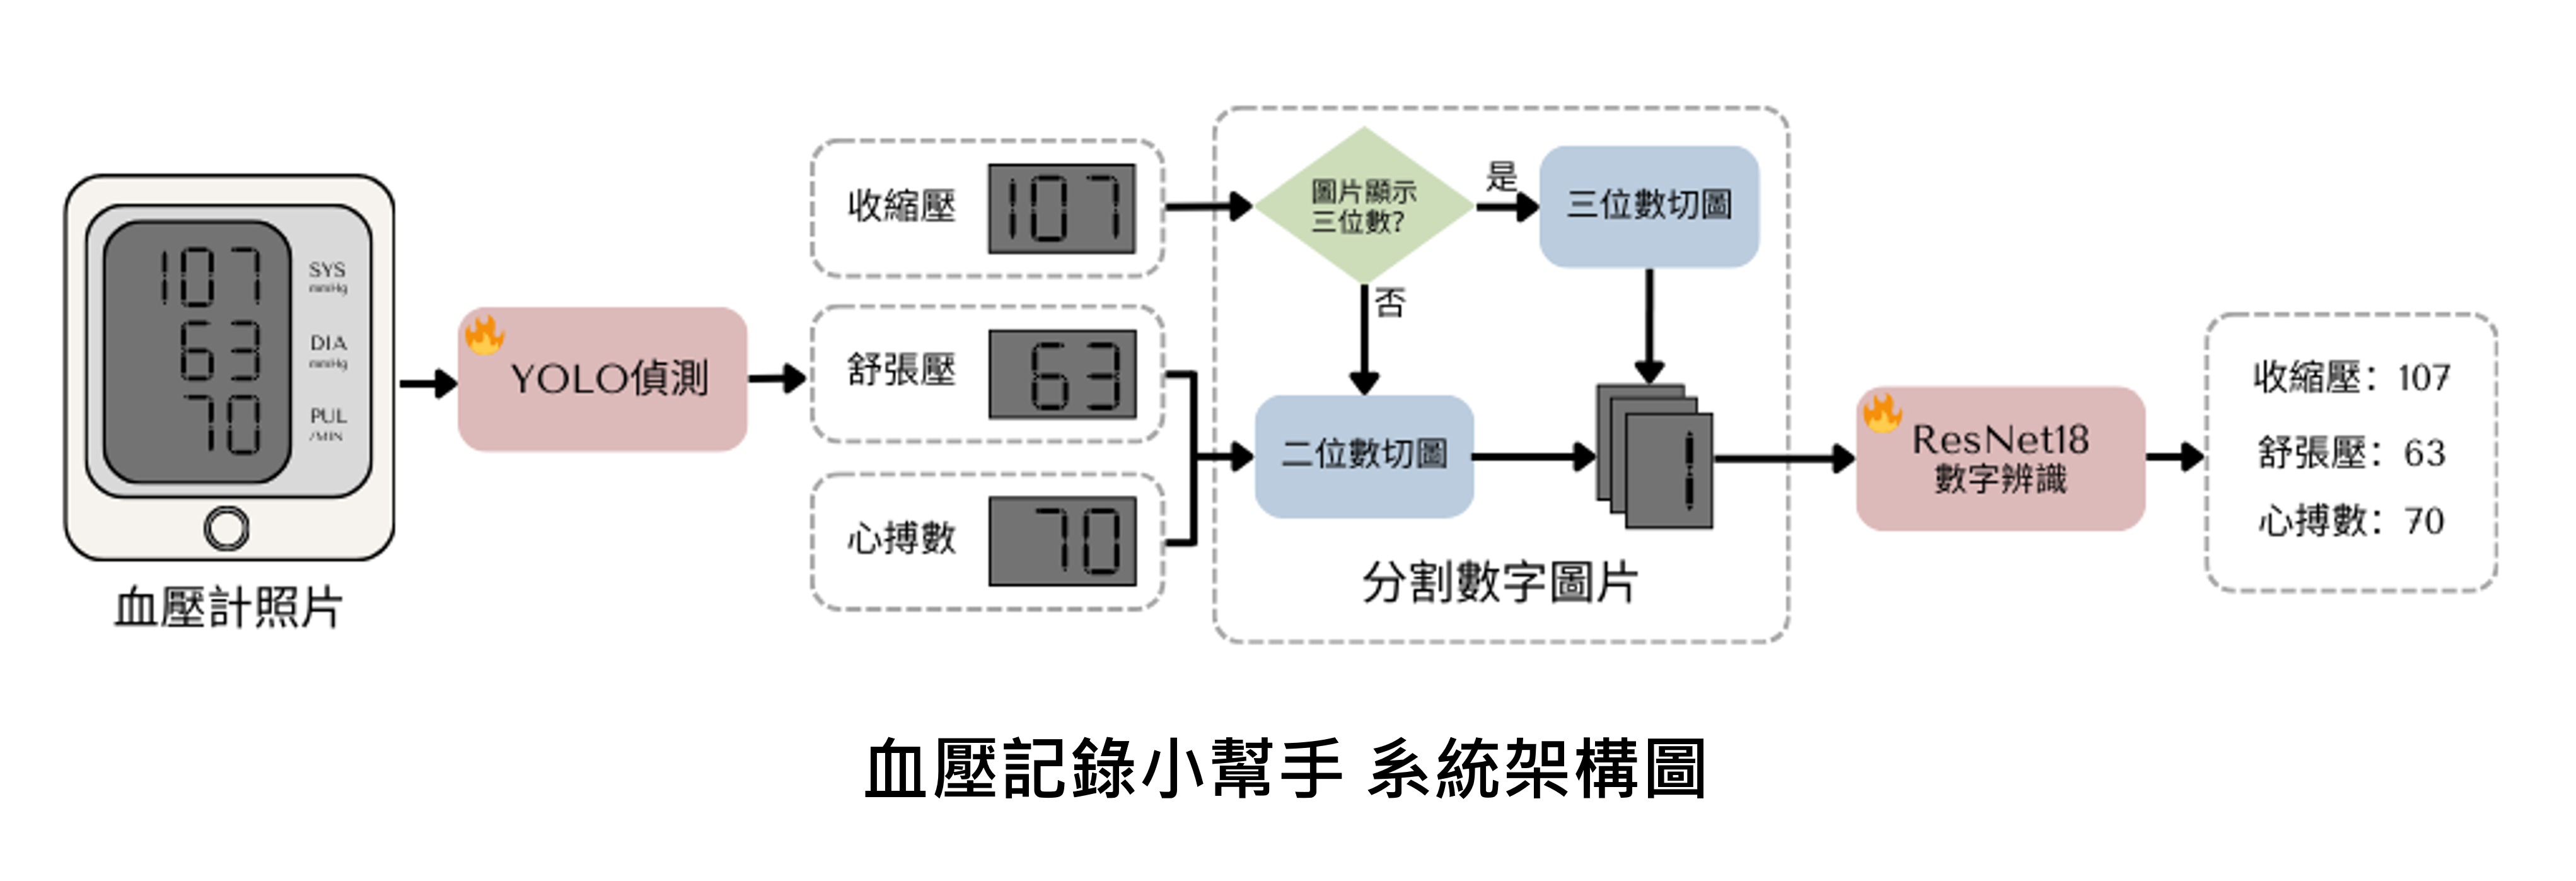 107
SYS
mmHg
63
DIA
mmHg
70
PUL
/MIN
血壓計照片
YOLO偵測
收縮壓
107
舒張壓
63
心搏數
70
圖片顯示
三位數?
是
否
三位數切圖
二位數切圖
1
分割數字圖片
ResNet18
數字辨識
收縮壓：107
舒張壓：63
心搏數：70
血壓記錄小幫手 系統架構圖